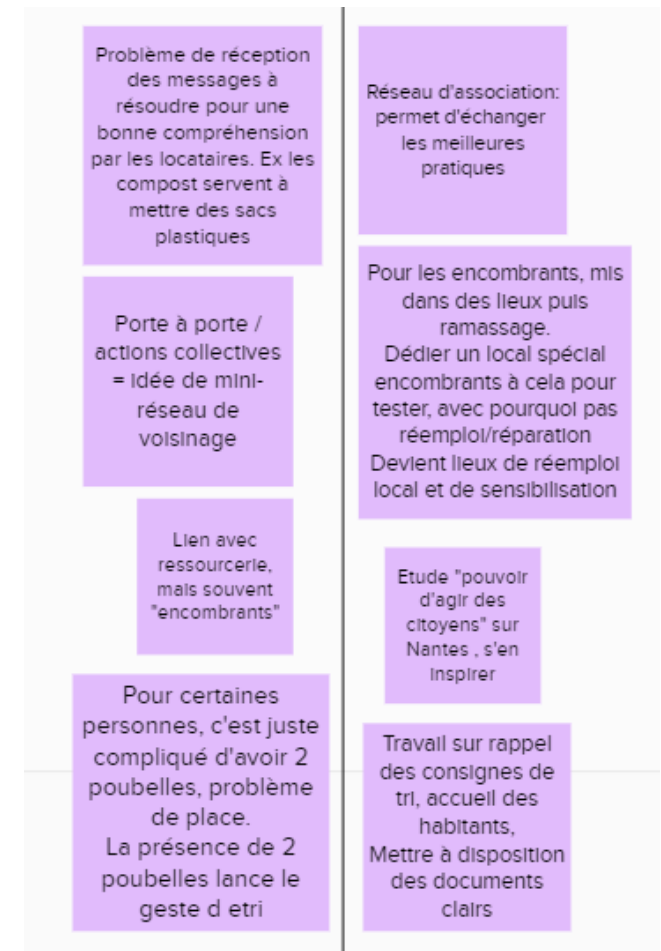 Problème de réception
des messages à
résoudre pour une
bonne compréhension
par les locataires. Ex les
compost servent à
mettre des sacs
plastiques
Porte à porte /
actions collectives
= idée de mini-
réseau de
voisinage
Lien avec
ressourcerie,
mais souvent
"encombrants"
Pour certaines
personnes, c'est juste
compliqué d'avoir 2
poubelles, problème
de place.
La présence de 2
poubelles lance le
geste d etri
Réseau d'association:
permet d'échanger
les meilleures
pratiques
Pour les encombrants, mis
dans des lieux puis
ramassage.
Dédier un local spécial
encombrants à cela pour
tester, avec pourquoi pas
réemploi/réparation
Devient lieux de réemploi
local et de sensibilisation
Etude "pouvoir
d'agir des
citoyens" sur
Nantes , s'en
inspirer
Travail sur rappel
des consignes de
tri, accueil des
habitants,
Mettre à disposition
des documents
clairs